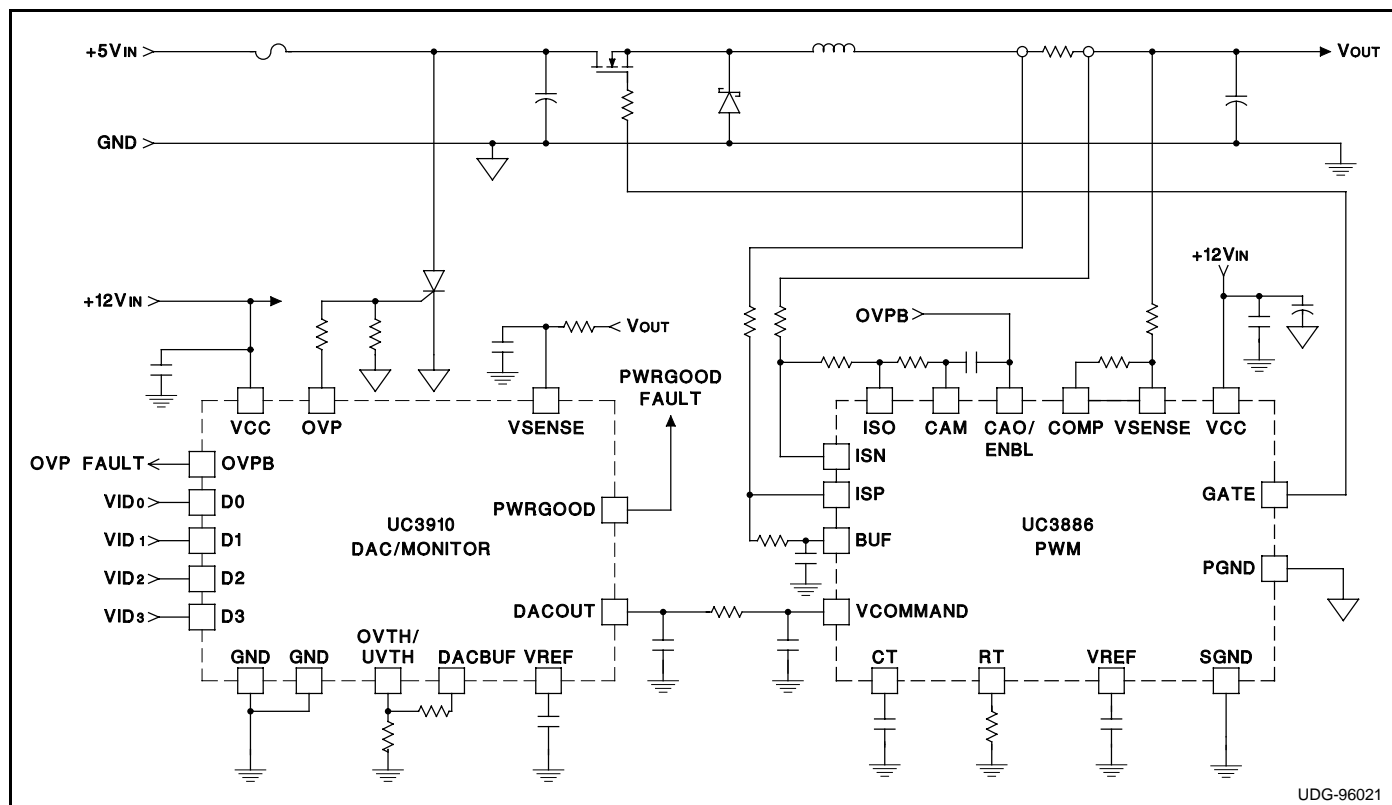 +5VIN
VOUT
GND
+12VIN
+12VIN
OVPB
VOUT
PWRGOOD
FAULT
VCC
OVP
VSENSE
ISO
CAM
CAO/
ENBL
COMP
VSENSE
VCC
OVP FAULT
OVPB
ISN
VID0
D0
PWRGOOD
ISP
GATE
VID1
D1
UC3910
DAC/MONITOR
BUF
UC3886
PWM
VID2
D2
PGND
VID3
D3
DACOUT
VCOMMAND
GND
GND
OVTH/
UVTH
DACBUF
VREF
CT
RT
VREF
SGND
UDG-96021